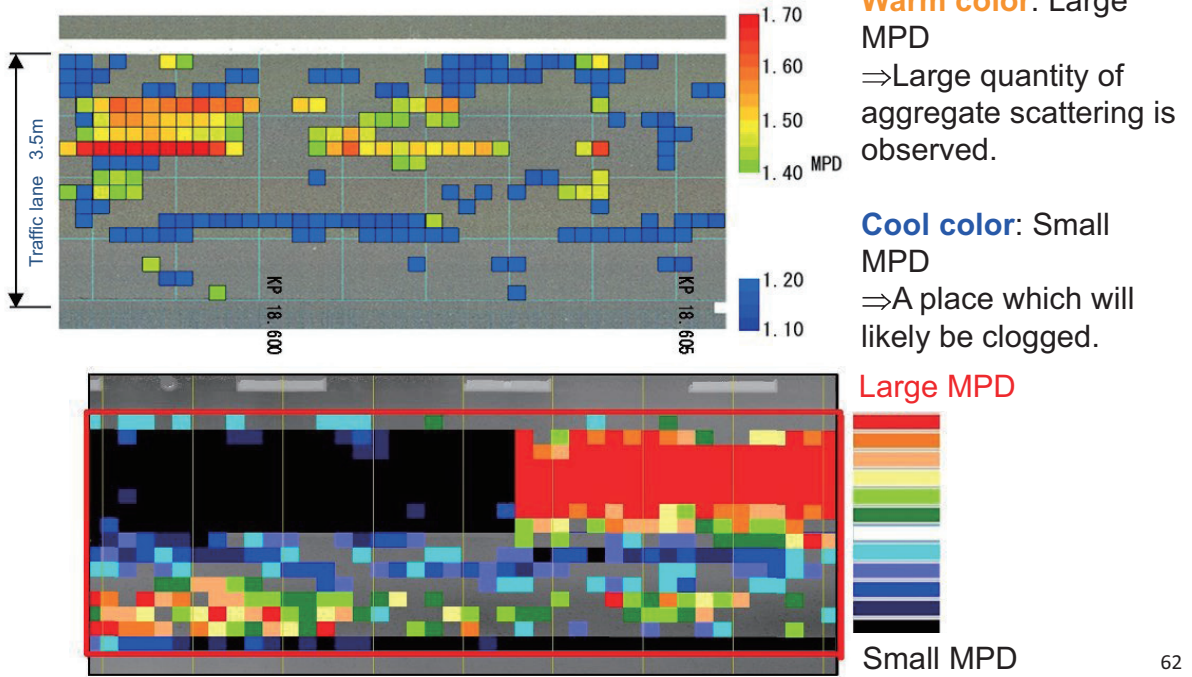 Warm color: Large
MPD
⇒Large quantity of
aggregate scattering is
observed.
Cool color: Small
MPD
⇒A place which will
likely be clogged.
Traffic lane 3.5m
1.70
1.60
1.50
1.40
MPD
1.20
1.10
KP 18.600
KP 18.605
Large MPD
Small MPD
62